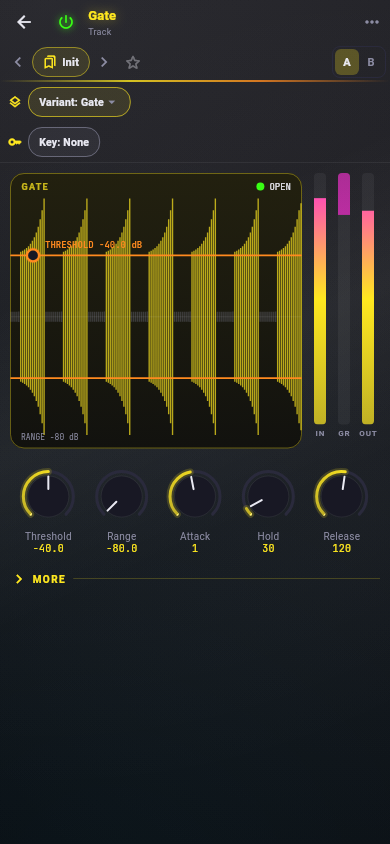 Gate
Track
Init
A
B
Variant: Gate
Key: None
GATE
OPEN
THRESHOLD -40.0 dB
RANGE -80 dB
IN
GR
OUT
Threshold
Range
Attack
Hold
Release
-40.0
-80.0
1
30
120
MORE